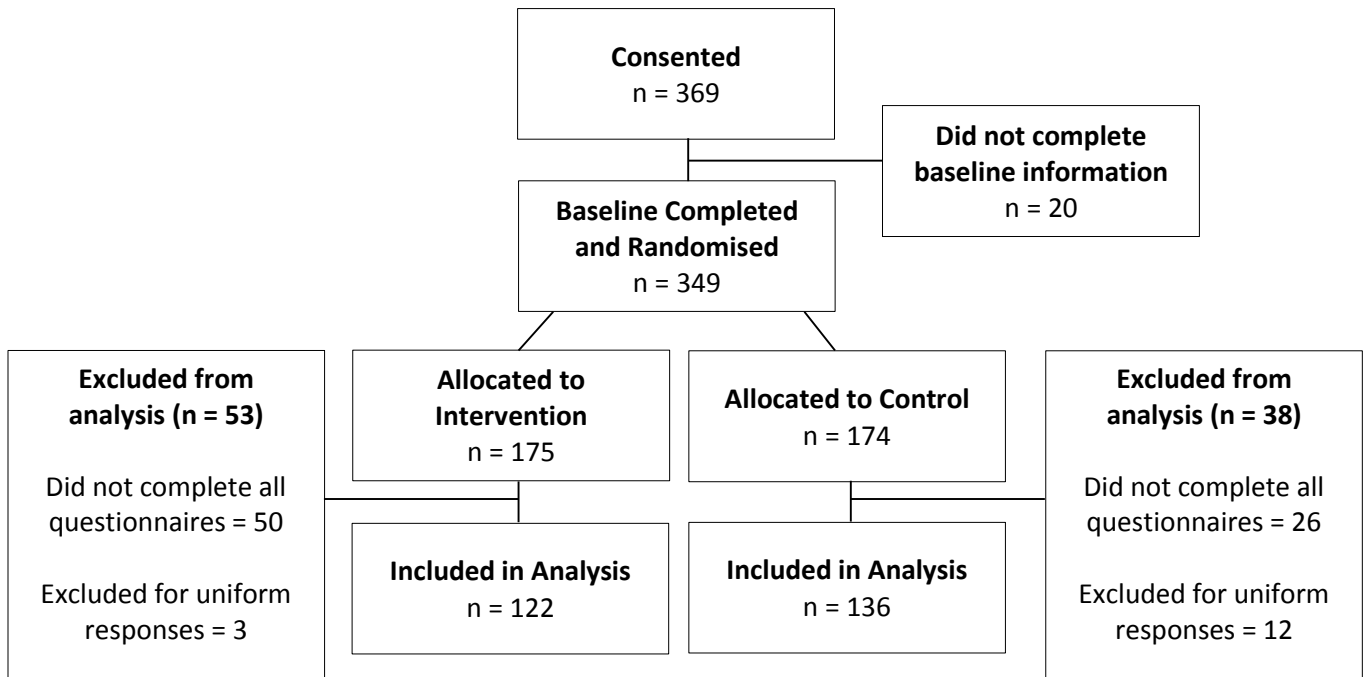 Consented
n = 369
Did not complete
baseline information
n = 20
Baseline Completed
and Randomised
n = 349
Excluded from
analysis (n = 53)
Did not complete all
questionnaires = 50
Excluded for uniform
responses = 3
Allocated to
Intervention
n = 175
Allocated to Control
n = 174
Excluded from
analysis (n = 38)
Did not complete all
questionnaires = 26
Excluded for uniform
responses = 12
Included in Analysis
n = 122
Included in Analysis
n = 136